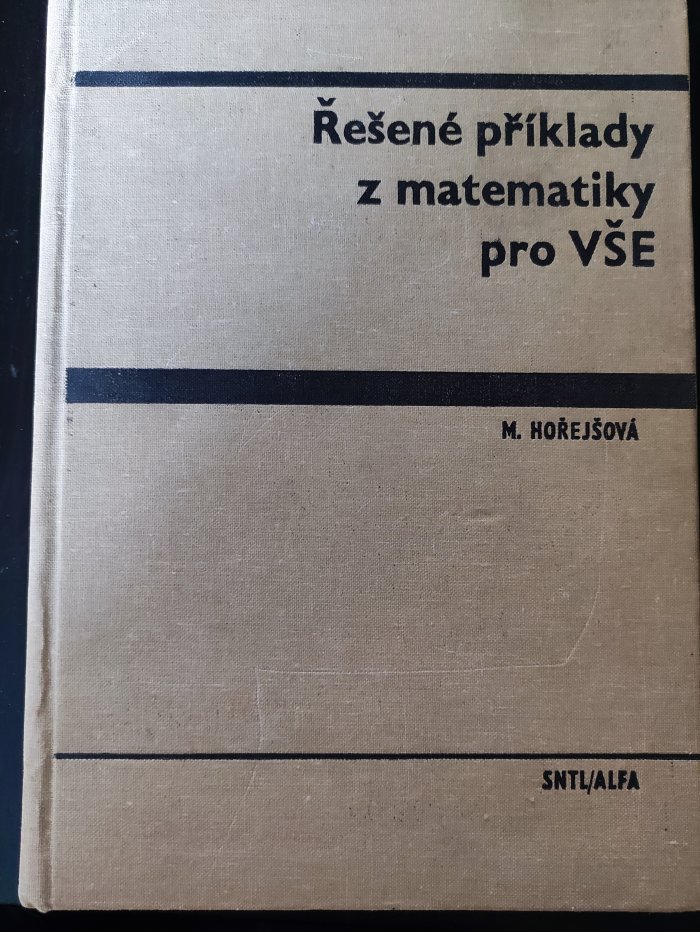 Řešené příklady
z matematiky
pro VŠE
M. HOŘEJŠOVÁ
SNTL/ALFA